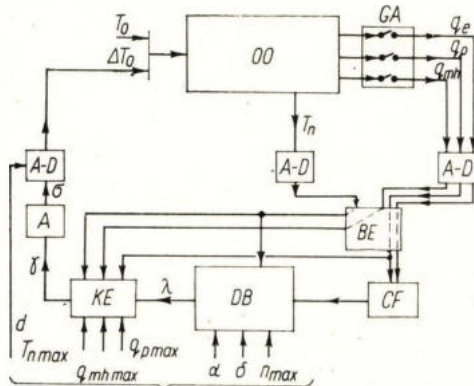 T₀
ΔT₀
OO
GA
qe
qp
qmh
Tn
A-D
A-D
A-D
σ
A
BE
γ
KE
λ
DB
CF
d
Tn max
qp max
qmh max
α
δ
nmax